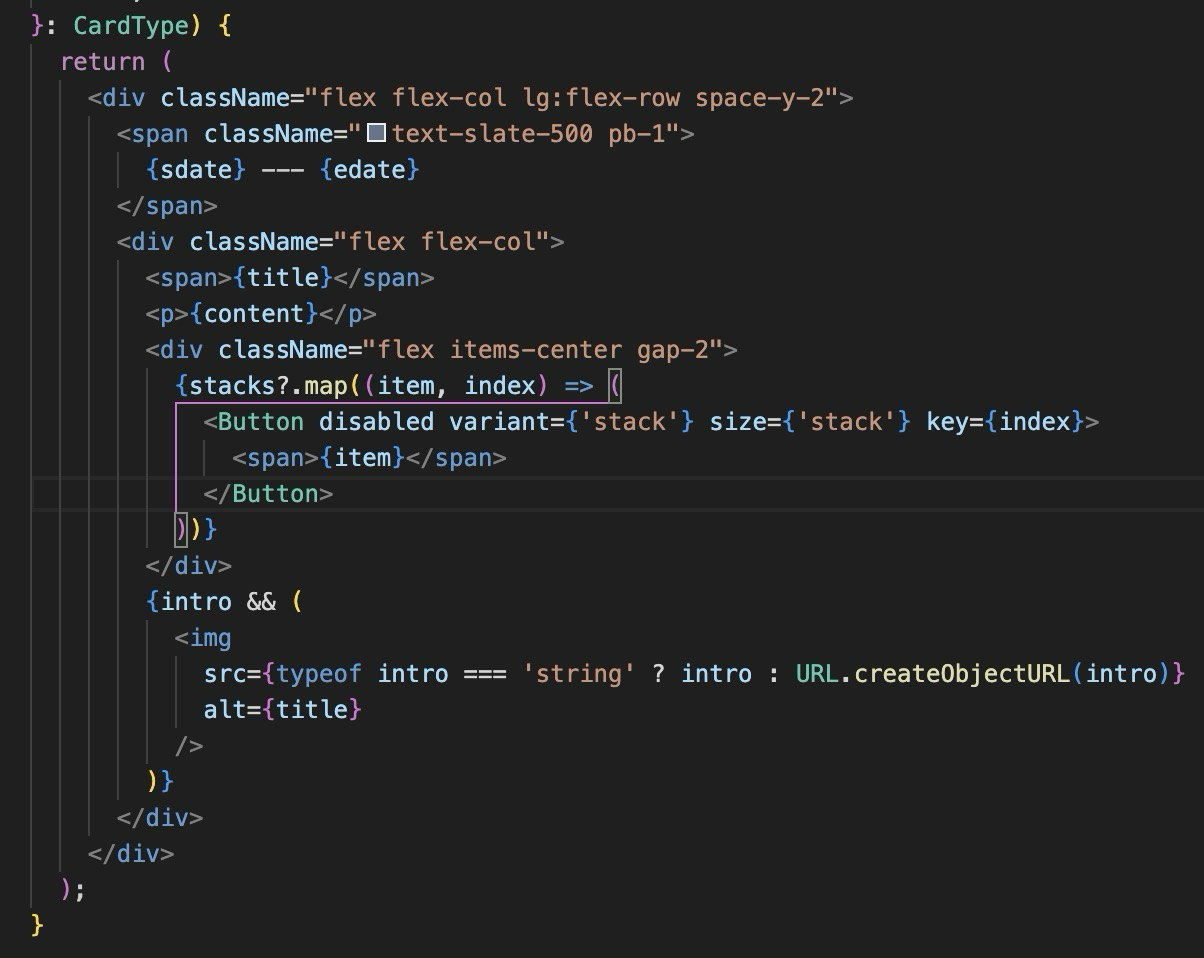 }: CardType) {
return (
<div className="flex flex-col lg:flex-row space-y-2">
<span className="text-slate-500 pb-1">
{sdate} --- {edate}
</span>
<div className="flex flex-col">
<span>{title}</span>
<p>{content}</p>
<div className="flex items-center gap-2">
{stacks?.map((item, index) => (
<Button disabled variant={'stack'} size={'stack'} key={index}>
<span>{item}</span>
</Button>
))}
</div>
{intro && (
<img
src={typeof intro === 'string' ? intro : URL.createObjectURL(intro)}
alt={title}
/>
)}
</div>
</div>
);
}